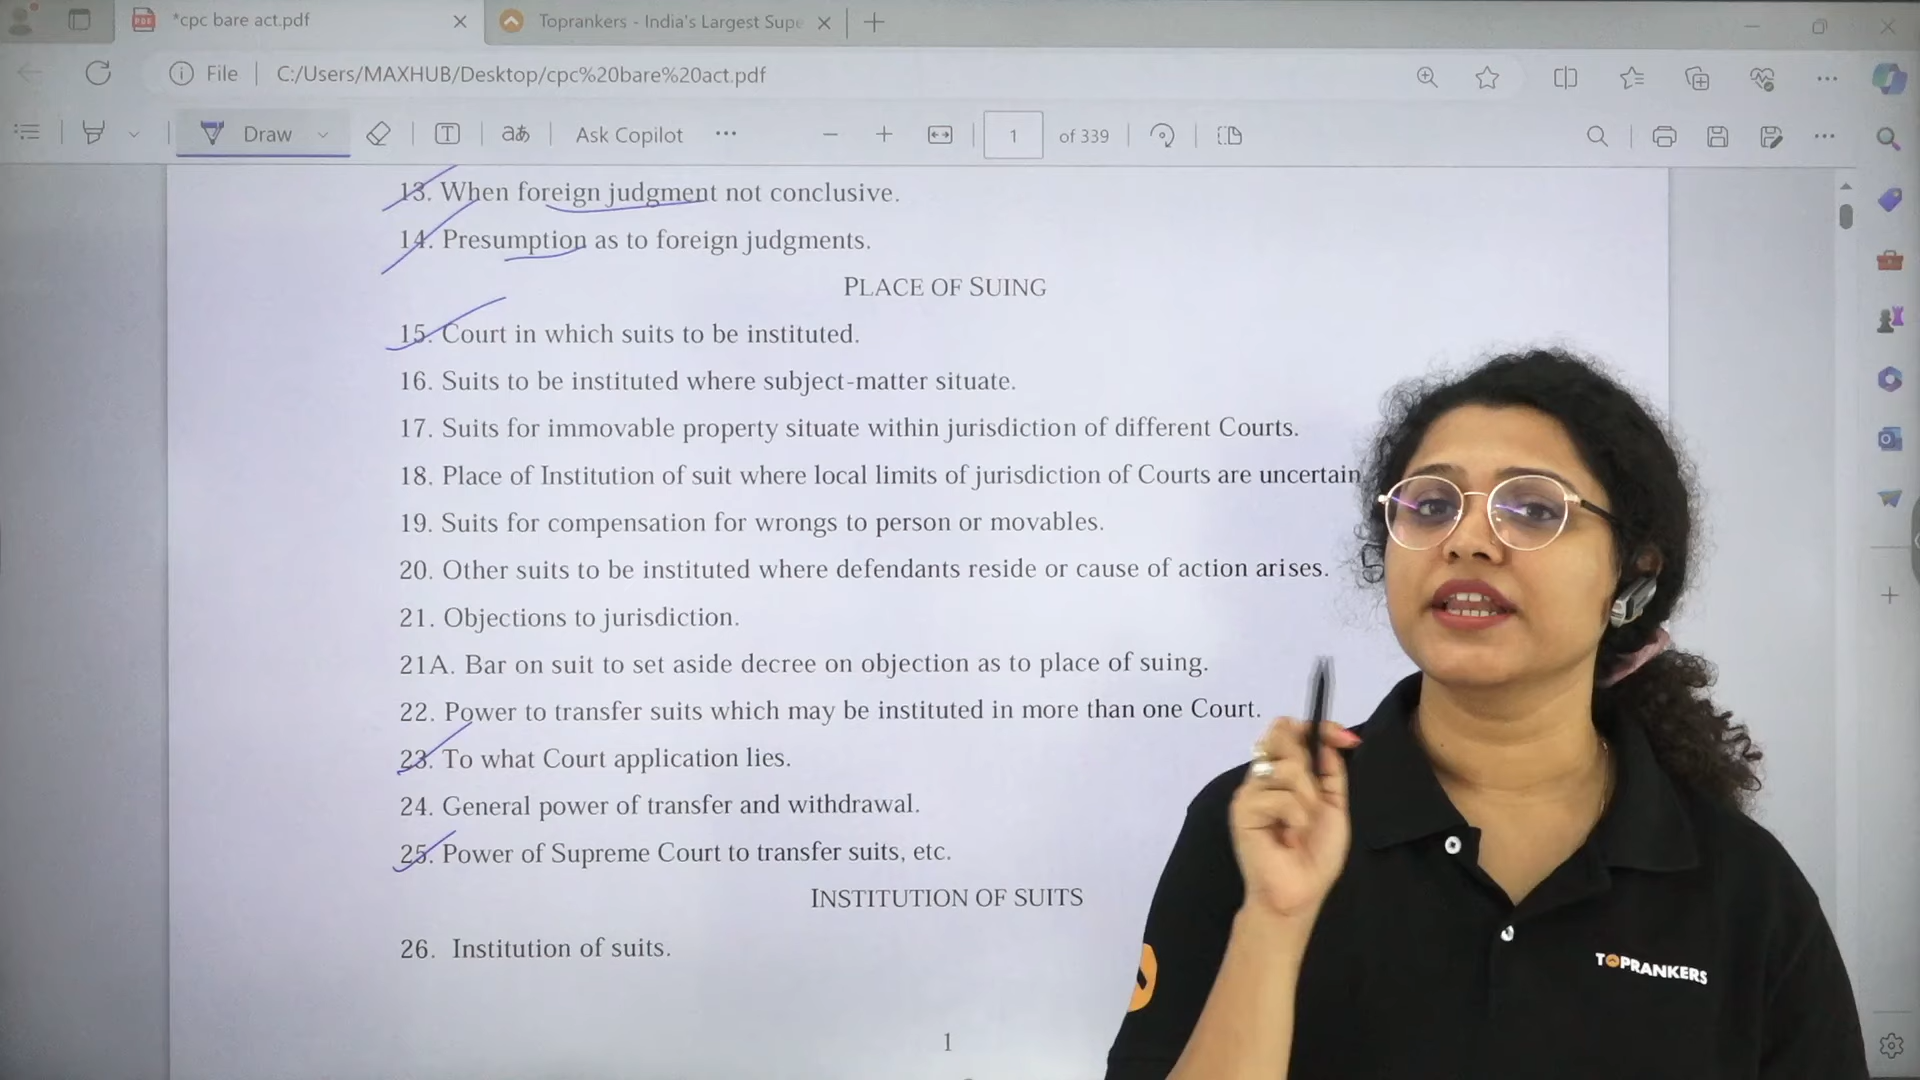 *cpc bare act.pdf
Toprankers - India's Largest Supe
File
C:/Users/MAXHUB/Desktop/cpc%20bare%20act.pdf
Draw
T
aあ
Ask Copilot
1
of 339
13. When foreign judgment not conclusive.
14. Presumption as to foreign judgments.
PLACE OF SUING
15. Court in which suits to be instituted.
16. Suits to be instituted where subject-matter situate.
17. Suits for immovable property situate within jurisdiction of different Courts.
18. Place of Institution of suit where local limits of jurisdiction of Courts are uncertain
19. Suits for compensation for wrongs to person or movables.
20. Other suits to be instituted where defendants reside or cause of action arises.
21. Objections to jurisdiction.
21A. Bar on suit to set aside decree on objection as to place of suing.
22. Power to transfer suits which may be instituted in more than one Court.
23. To what Court application lies.
24. General power of transfer and withdrawal.
25. Power of Supreme Court to transfer suits, etc.
INSTITUTION OF SUITS
26. Institution of suits.
1
TOPRANKERS